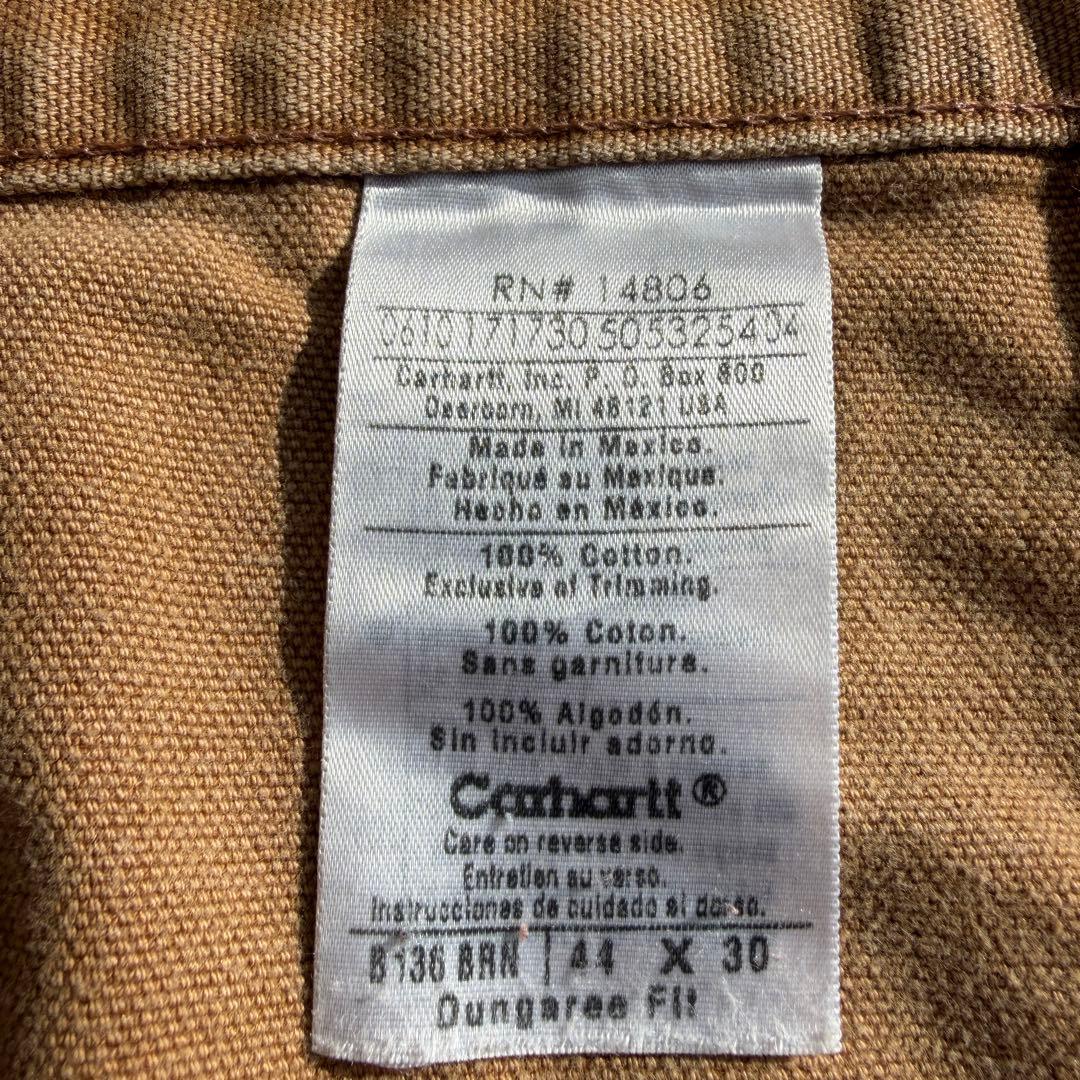 RN# 14806
0610171730 505325404
Carhartt, Inc. P. O. Box 600
Dearborn, MI 48121 USA
Made in Mexico.
Fabriqué au Mexique.
Hecho en México.
100% Cotton.
Exclusive of Trimming.
100% Coton.
Sans garniture.
100% Algodón.
Sin incluir adorno.
Carhartt®
Care on reverse side.
Entretien au verso.
Instrucciones de cuidado al dorso.
B136 BRN | 44 X 30
Dungaree Fit